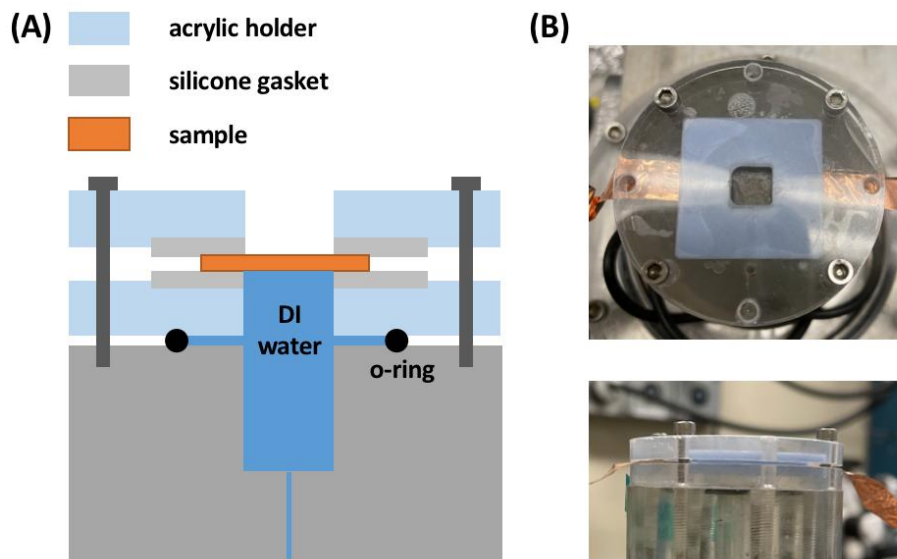 (A)
acrylic holder
silicone gasket
sample
DI
water
o-ring
(B)